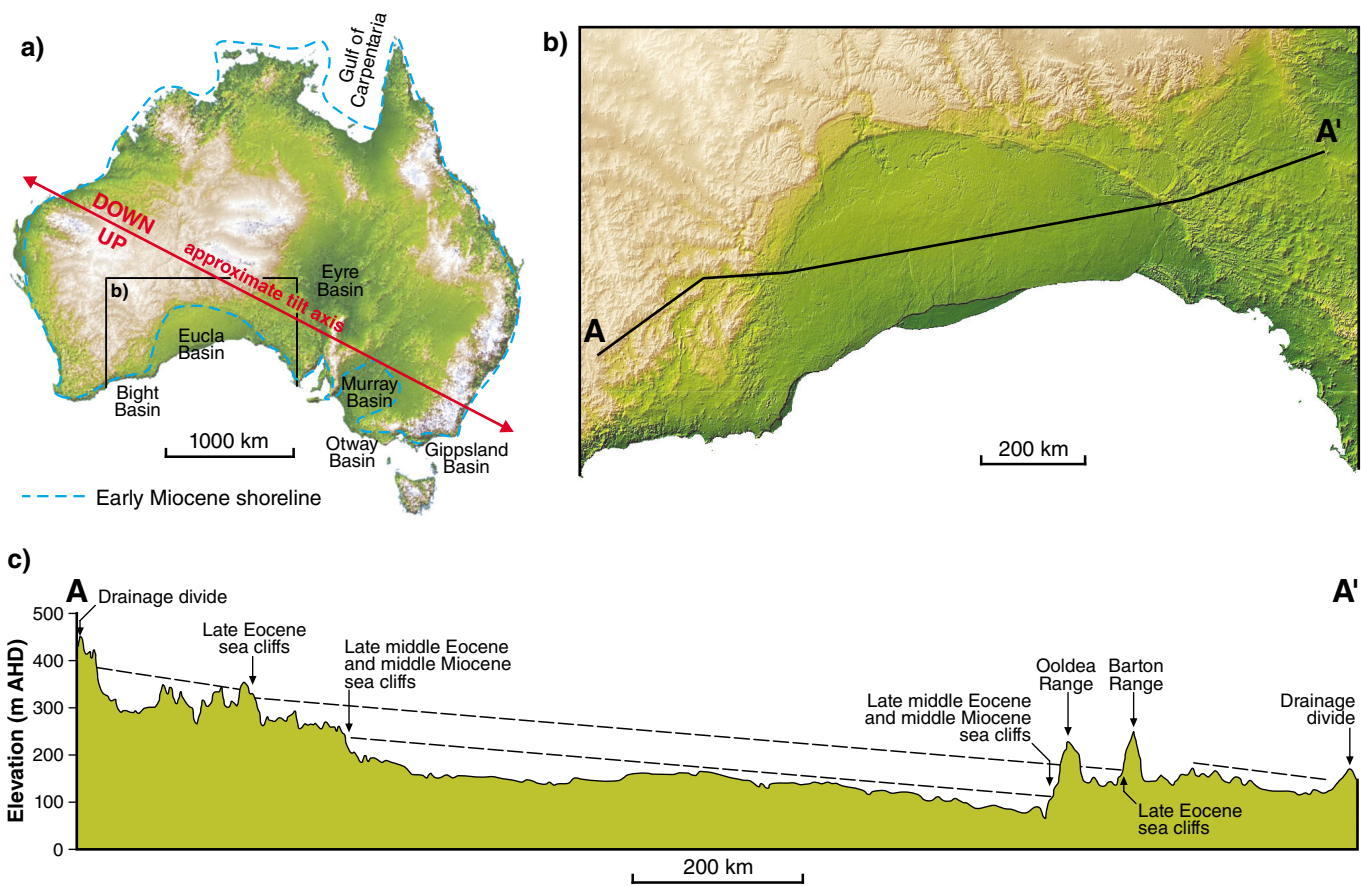 a)
Gulf of
Carpentaria
DOWN
UP
approximate tilt axis
b)
Eyre
Basin
Eucla
Basin
Bight
Basin
Murray
Basin
Otway
Basin
Gippsland
Basin
1000 km
Early Miocene shoreline
b)
A
A'
200 km
c)
A
A'
Drainage divide
Late Eocene
sea cliffs
Late middle Eocene
and middle Miocene
sea cliffs
Late middle Eocene
and middle Miocene
sea cliffs
Ooldea
Range
Barton
Range
Drainage
divide
Late Eocene
sea cliffs
Elevation (m AHD)
500
400
300
200
100
0
200 km